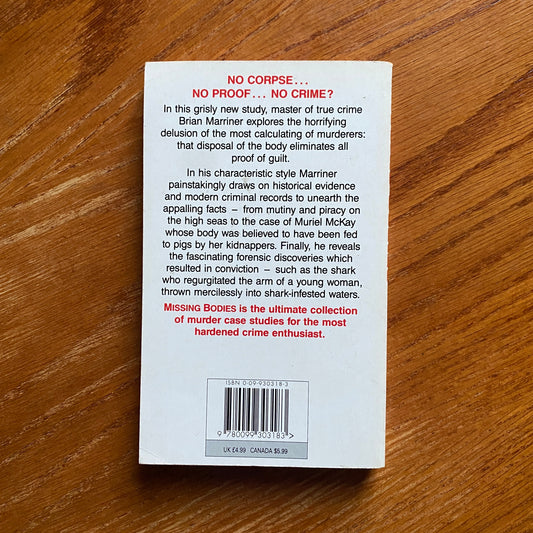 NO CORPSE...
NO PROOF... NO CRIME?
In this grisly new study, master of true crime
Brian Marriner explores the horrifying
delusion of the most calculating of murderers:
that disposal of the body eliminates all
proof of guilt.
In his characteristic style Marriner
painstakingly draws on historical evidence
and modern criminal records to unearth the
appalling facts – from mutiny and piracy on
the high seas to the case of Muriel McKay
whose body was believed to have been fed
to pigs by her kidnappers. Finally, he reveals
the fascinating forensic discoveries which
resulted in conviction – such as the shark
who regurgitated the arm of a young woman,
thrown mercilessly into shark-infested waters.
MISSING BODIES is the ultimate collection
of murder case studies for the most
hardened crime enthusiast.
ISBN 0-09-930318-3
9 780099 303183 >
UK £4.99 CANADA $5.99